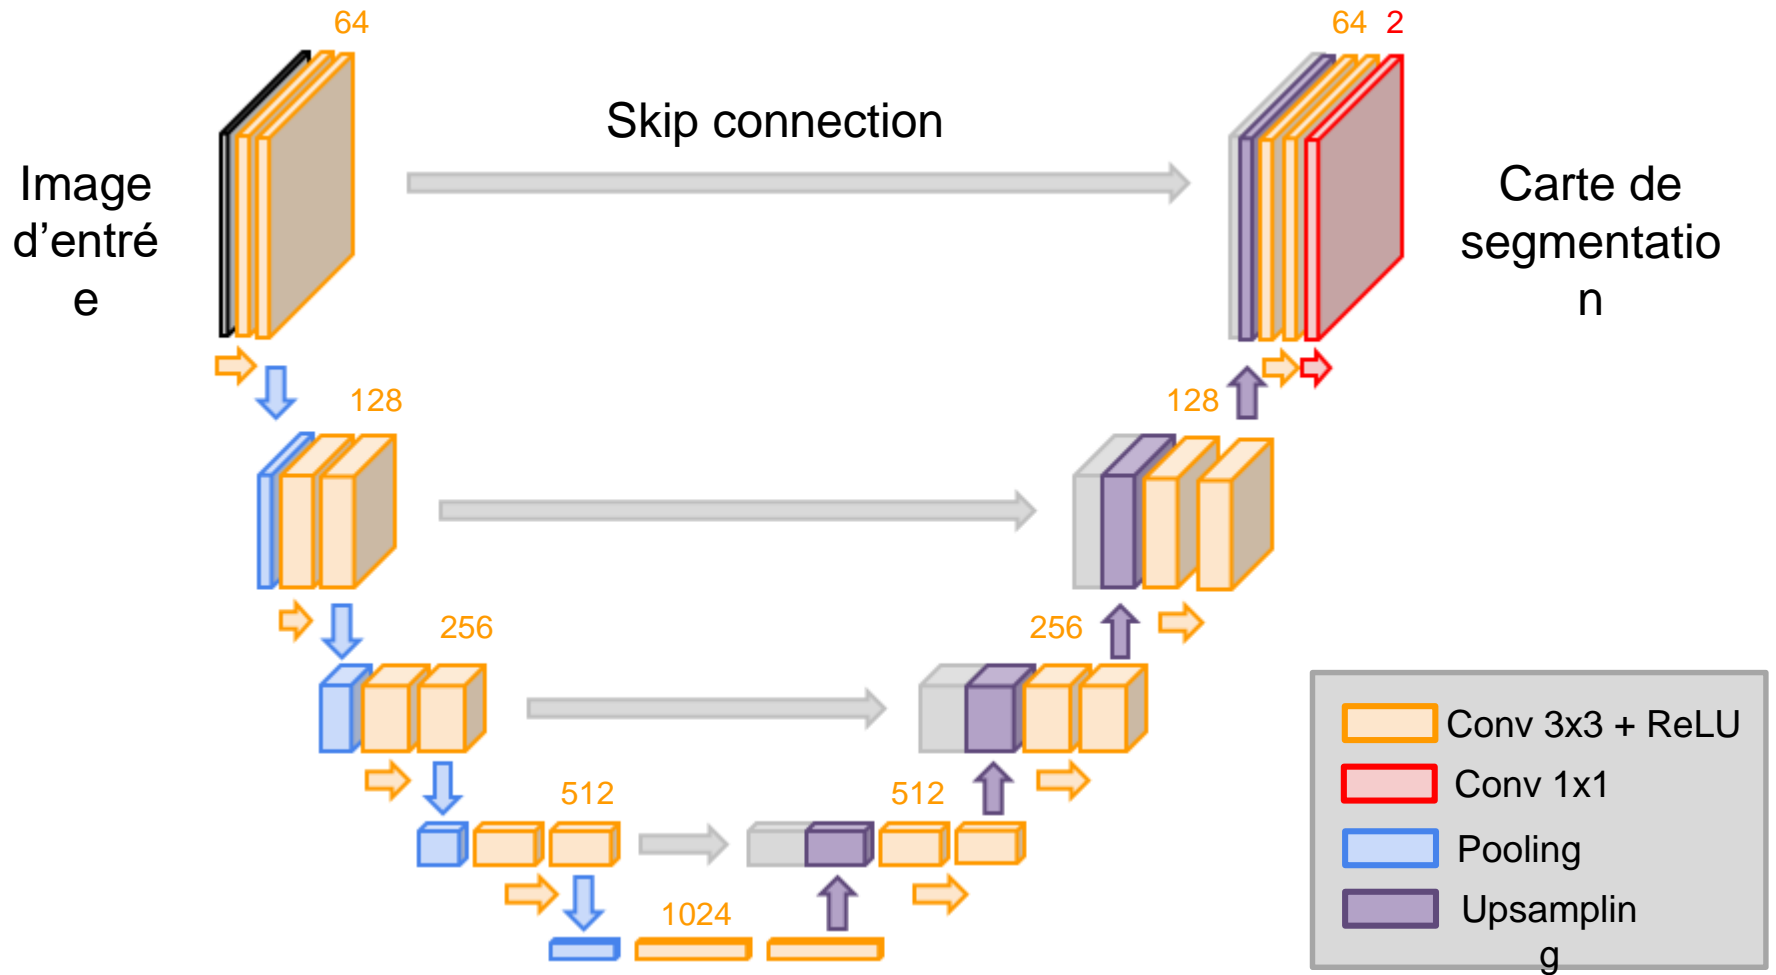 64
64 2
Skip connection
Image
d’entré
e
Carte de
segmentatio
n
128
128
256
256
512
512
1024
Conv 3x3 + ReLU
Conv 1x1
Pooling
Upsamplin
g